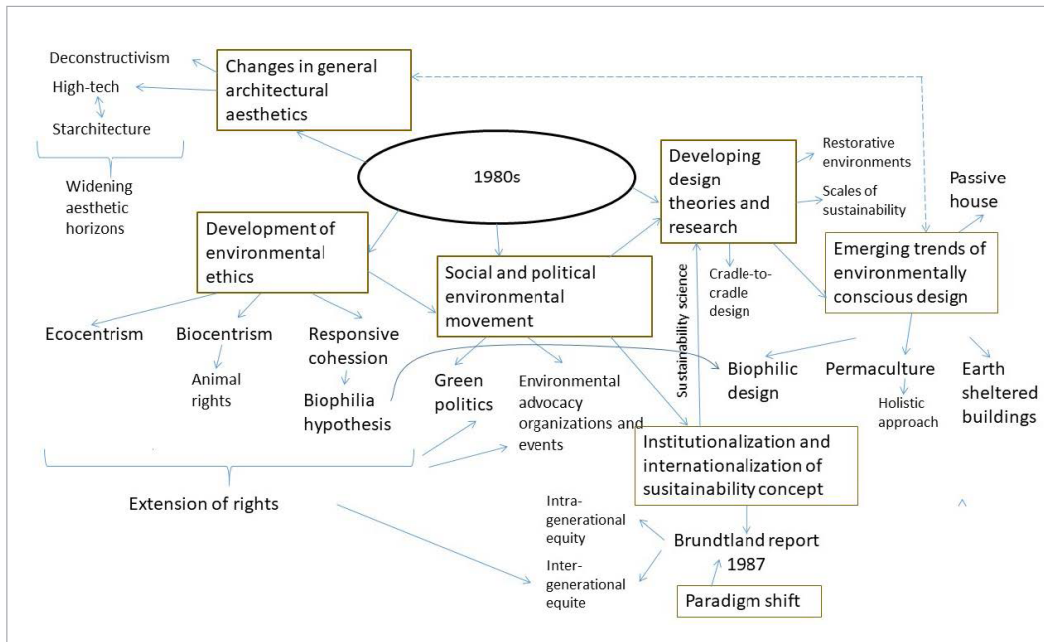 Deconstructivism
High-tech
Starchitecture
Widening
aesthetic
horizons
Changes in general
architectural
aesthetics
1980s
Developing
design
theories and
research
Restorative
environments
Scales of
sustainability
Passive
house
Development of
environmental
ethics
Social and political
environmental
movement
Sustainability science
Cradle-to-
cradle
design
Emerging trends of
environmentally
conscious design
Ecocentrism
Biocentrism
Animal
rights
Responsive
cohession
Biophilia
hypothesis
Green
politics
Environmental
advocacy
organizations and
events
Biophilic
design
Permaculture
Holistic
approach
Earth
sheltered
buildings
Extension of rights
Institutionalization and
internationalization of
susitainability concept
Intra-
generational
equity
Inter-
generational
equite
Brundtland report
1987
Paradigm shift